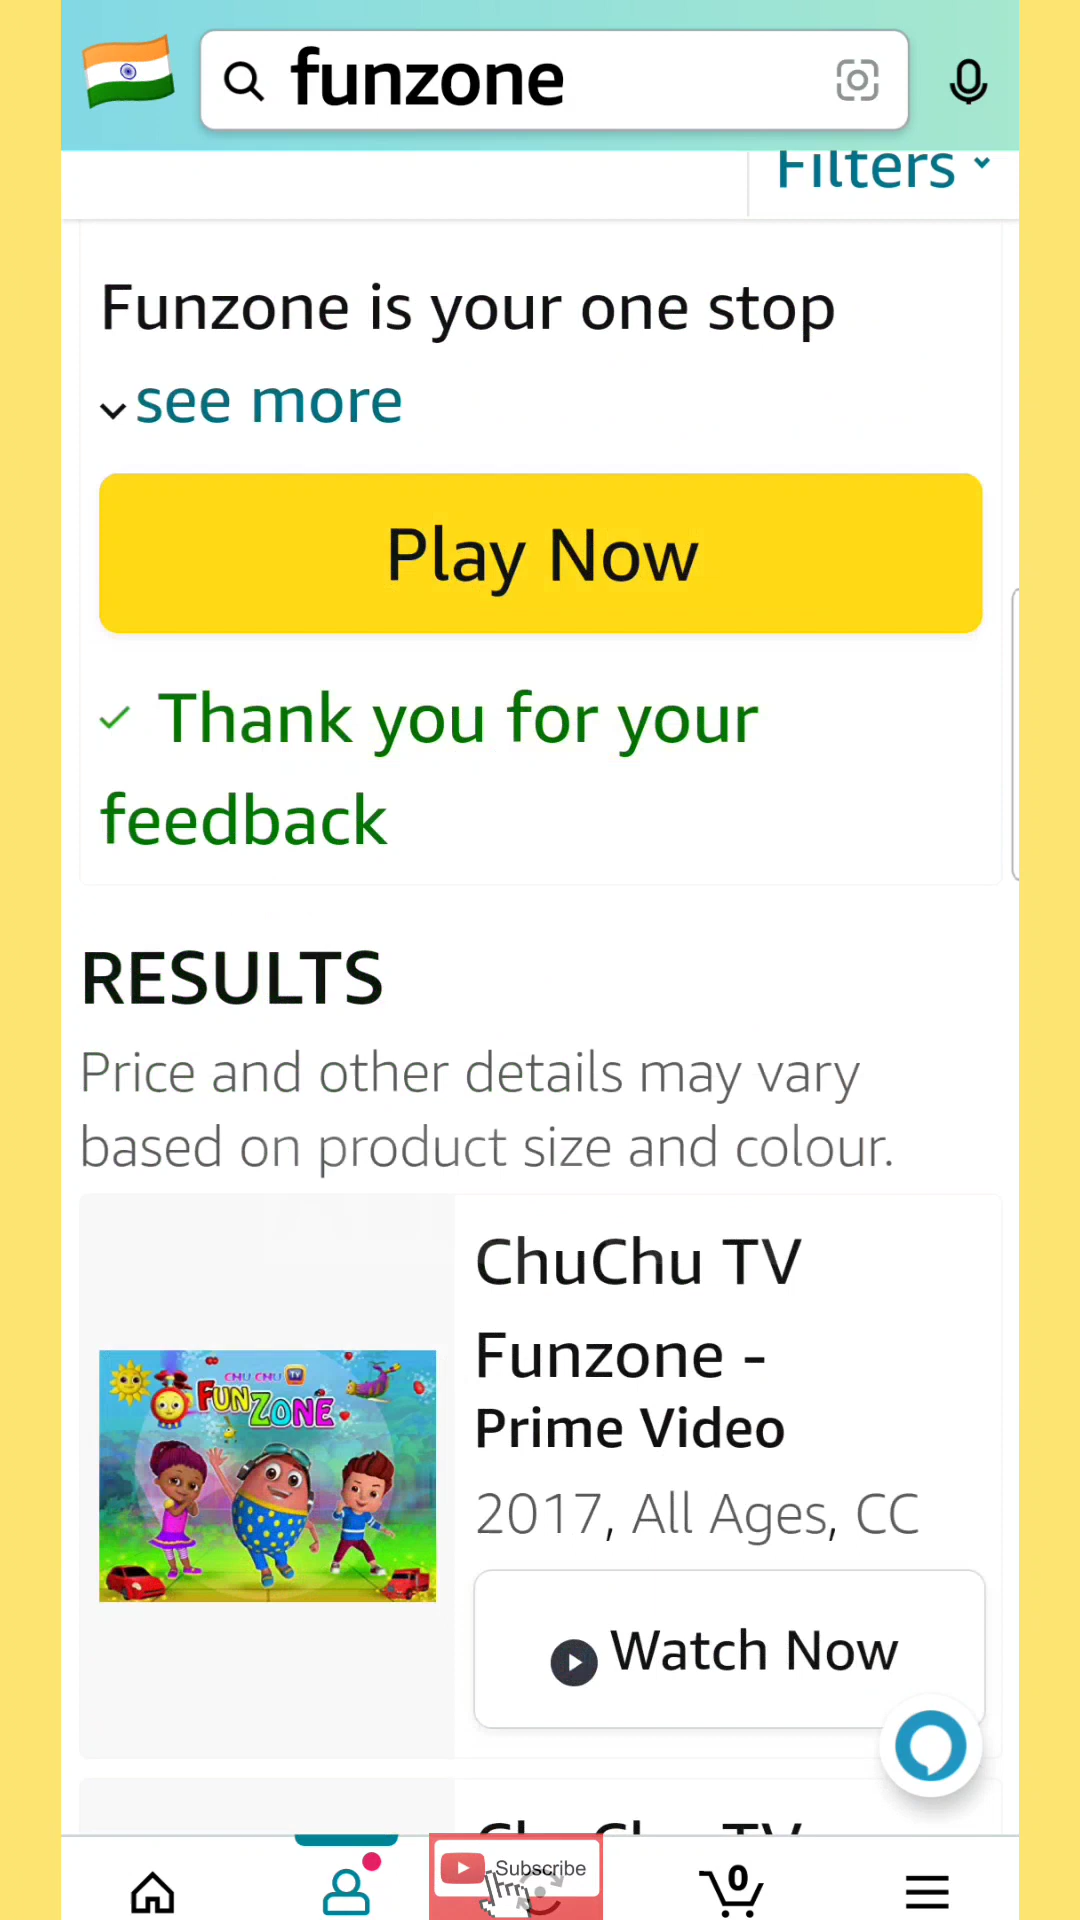 funzone
Filters
Funzone is your one stop
see more
Play Now
Thank you for your
feedback
RESULTS
Price and other details may vary
based on product size and colour.
CHU CHU TV
FUNZONE
ChuChu TV
Funzone -
Prime Video
2017, All Ages, CC
Watch Now
ChuChu TV
Subscribe
0